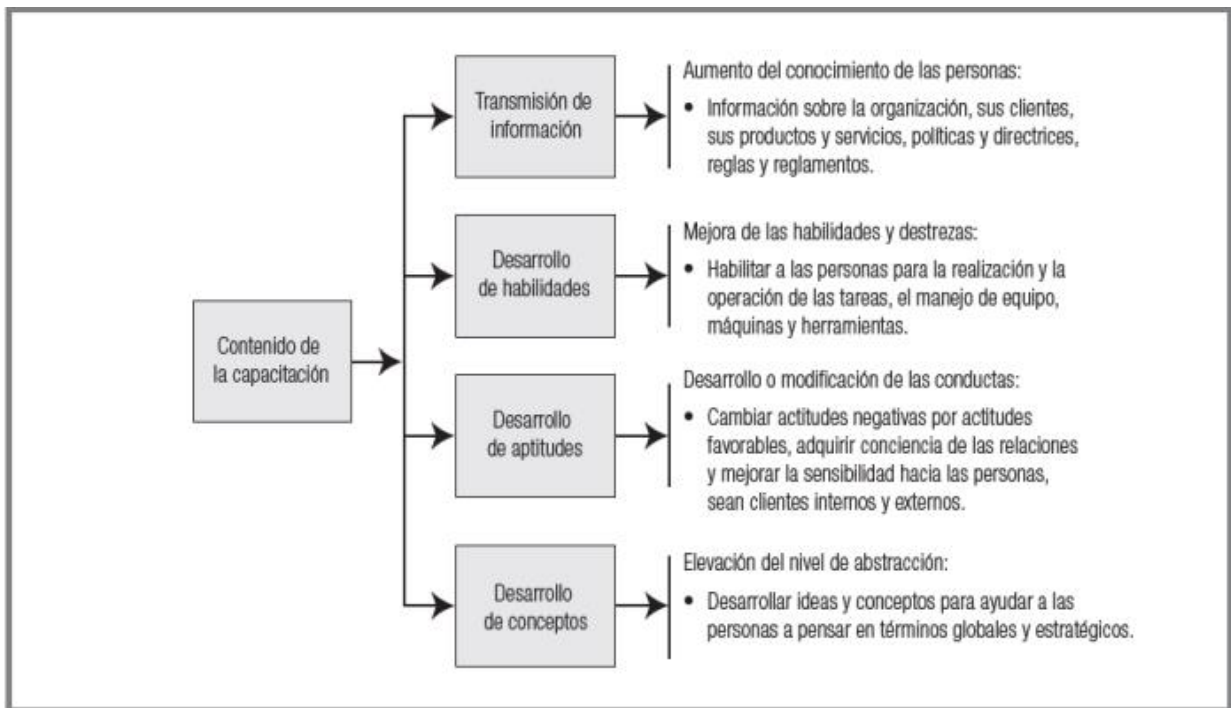 Contenido de
la capacitación
Transmisión de
información
Aumento del conocimiento de las personas:
• Información sobre la organización, sus clientes,
sus productos y servicios, políticas y directrices,
reglas y reglamentos.
Desarrollo
de habilidades
Mejora de las habilidades y destrezas:
• Habilitar a las personas para la realización y la
operación de las tareas, el manejo de equipo,
máquinas y herramientas.
Desarrollo
de aptitudes
Desarrollo o modificación de las conductas:
• Cambiar actitudes negativas por actitudes
favorables, adquirir conciencia de las relaciones
y mejorar la sensibilidad hacia las personas,
sean clientes internos y externos.
Desarrollo
de conceptos
Elevación del nivel de abstracción:
• Desarrollar ideas y conceptos para ayudar a las
personas a pensar en términos globales y estratégicos.